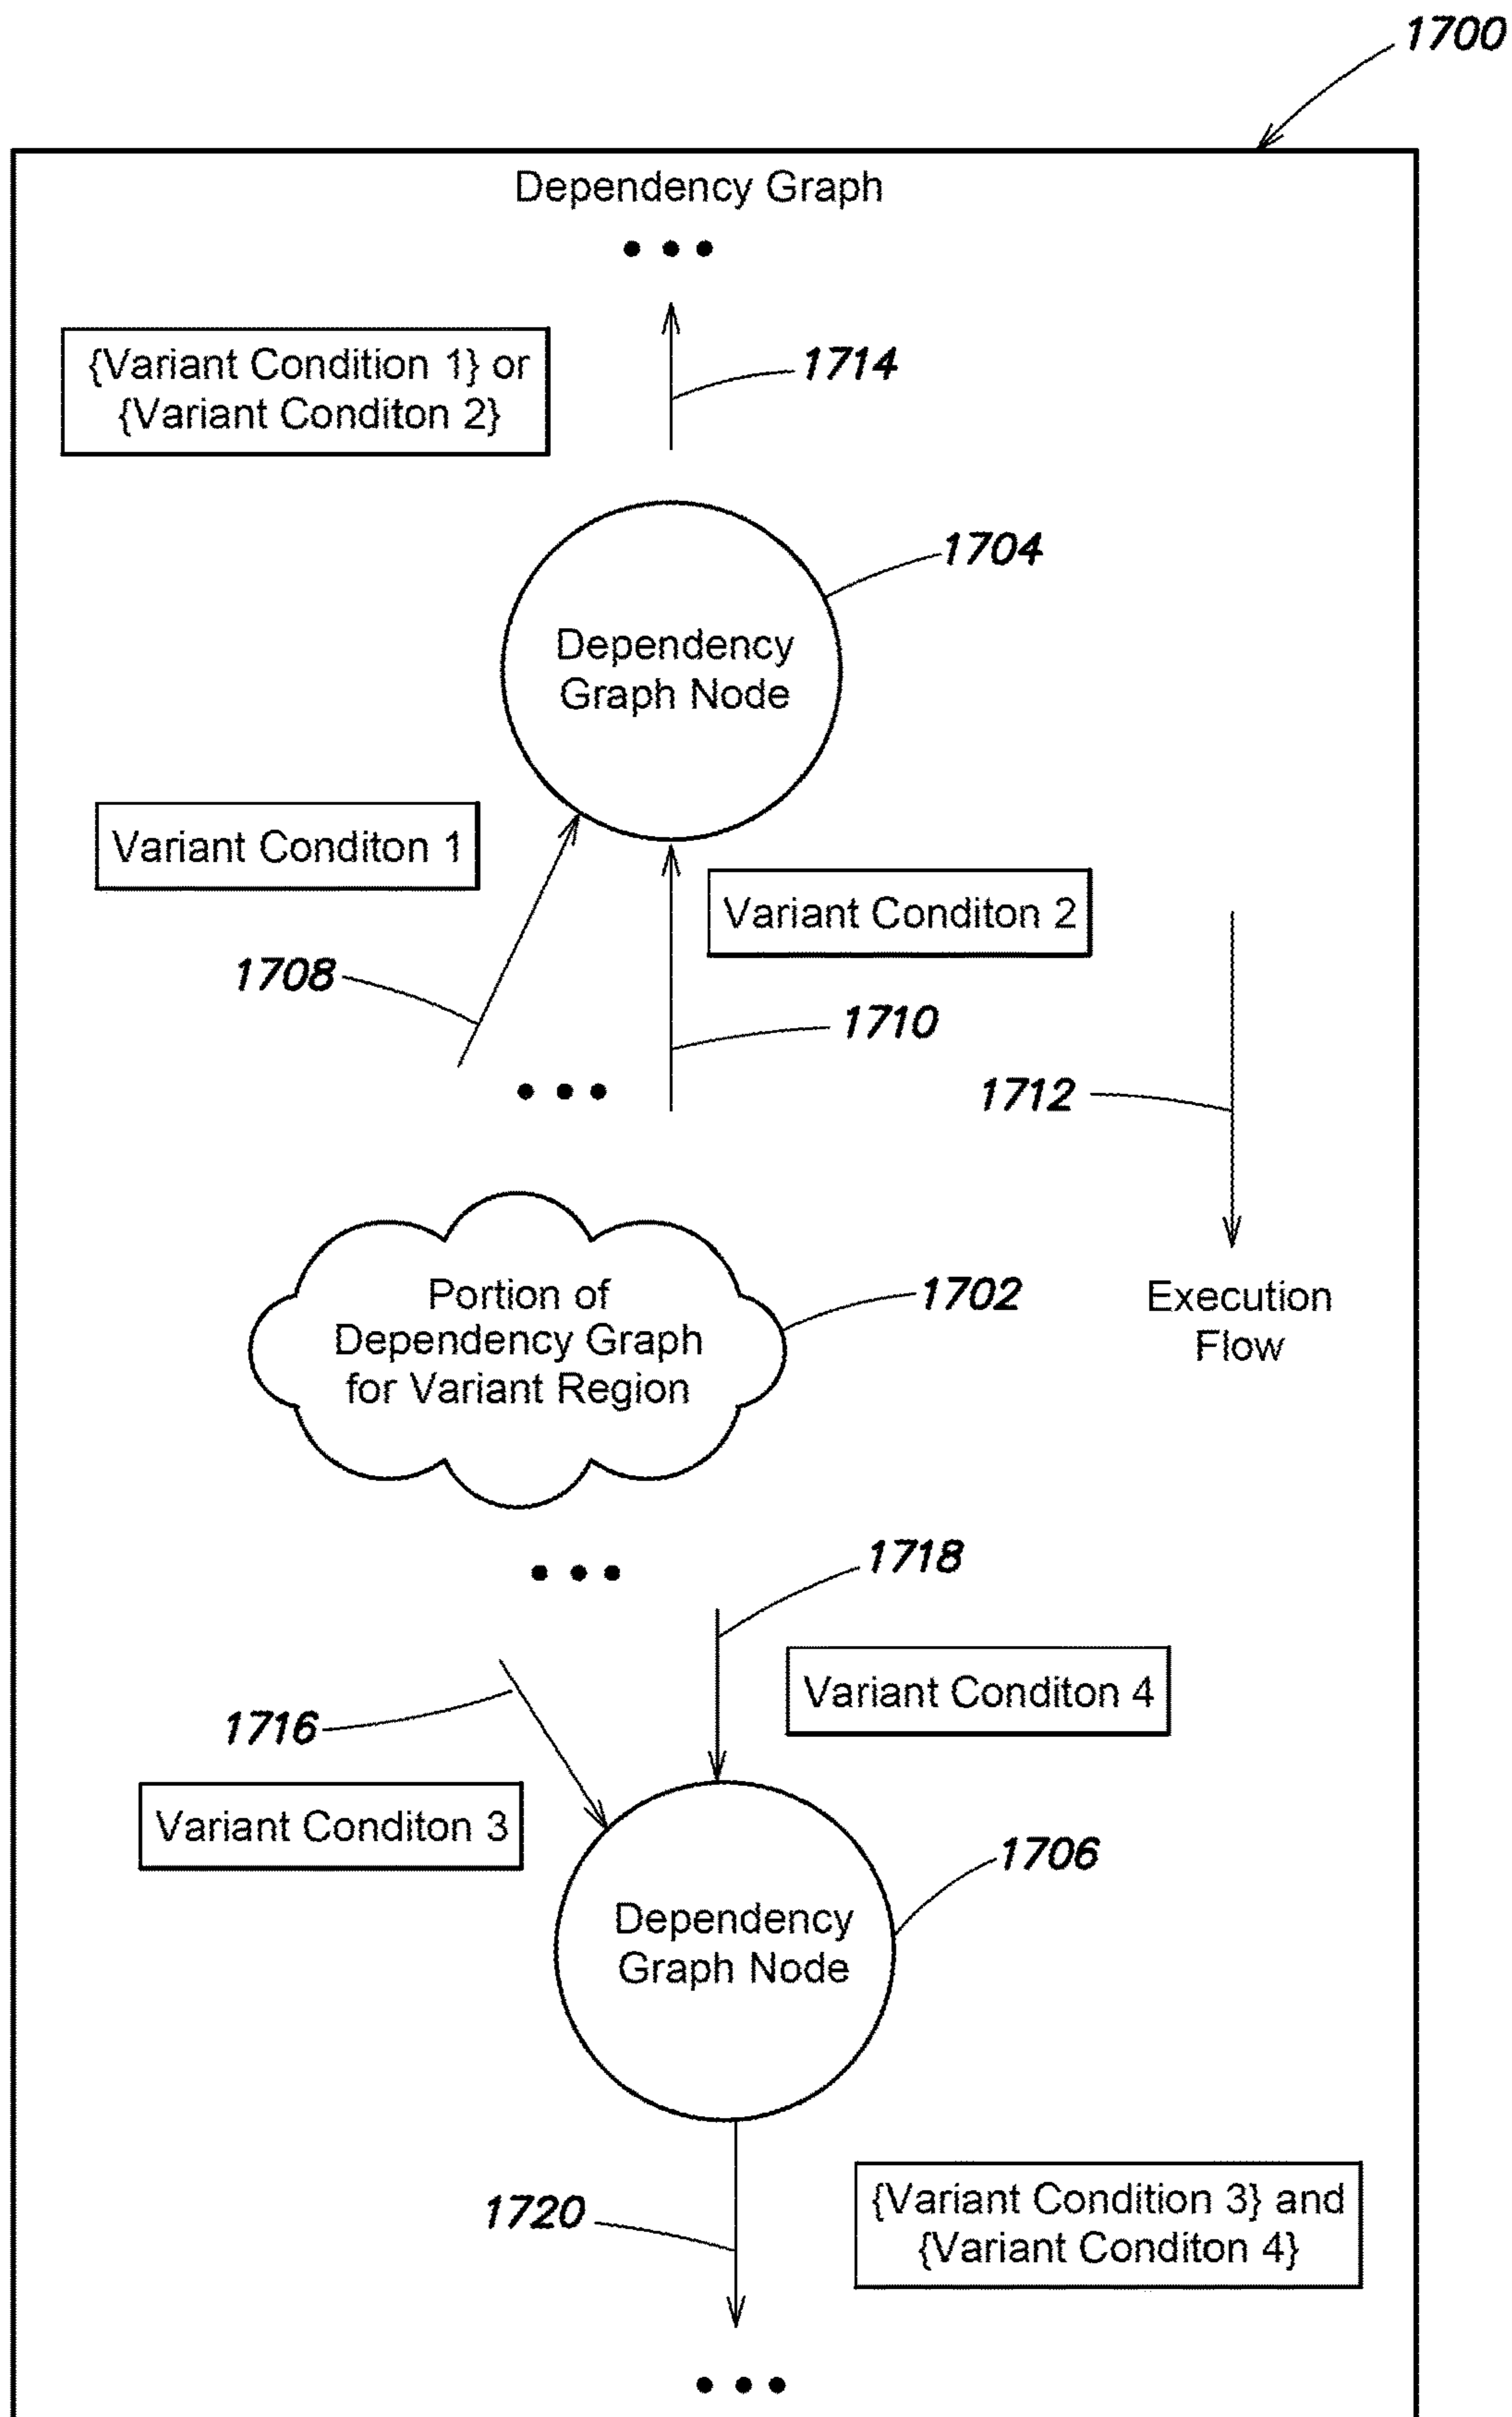 1700
Dependency Graph
{Variant Condition 1} or
{Variant Conditon 2}
1714
1704
Dependency
Graph Node
Variant Conditon 1
Variant Conditon 2
1708
1710
1712
Portion of
Dependency Graph
for Variant Region
1702
Execution
Flow
1718
Variant Conditon 4
1716
Variant Conditon 3
1706
Dependency
Graph Node
{Variant Condition 3} and
{Variant Conditon 4}
1720